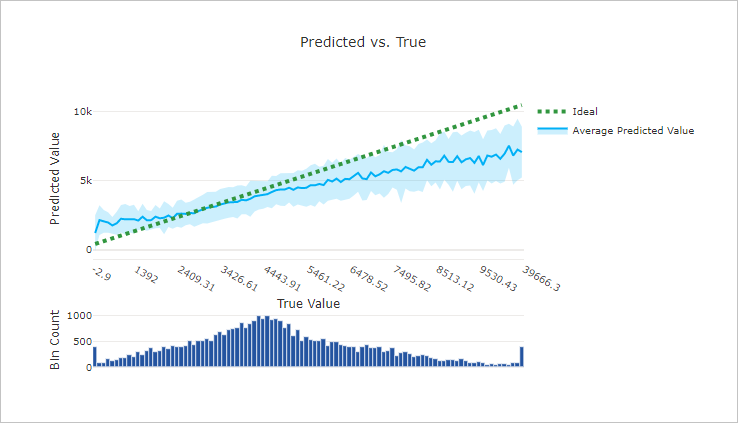 Predicted vs. True
Ideal
Average Predicted Value
Predicted Value
10k
5k
0
-2.9
1392
2409.31
3426.61
4443.91
5461.22
6478.52
7495.82
8513.12
9530.43
39666.3
True Value
Bin Count
1000
500
0